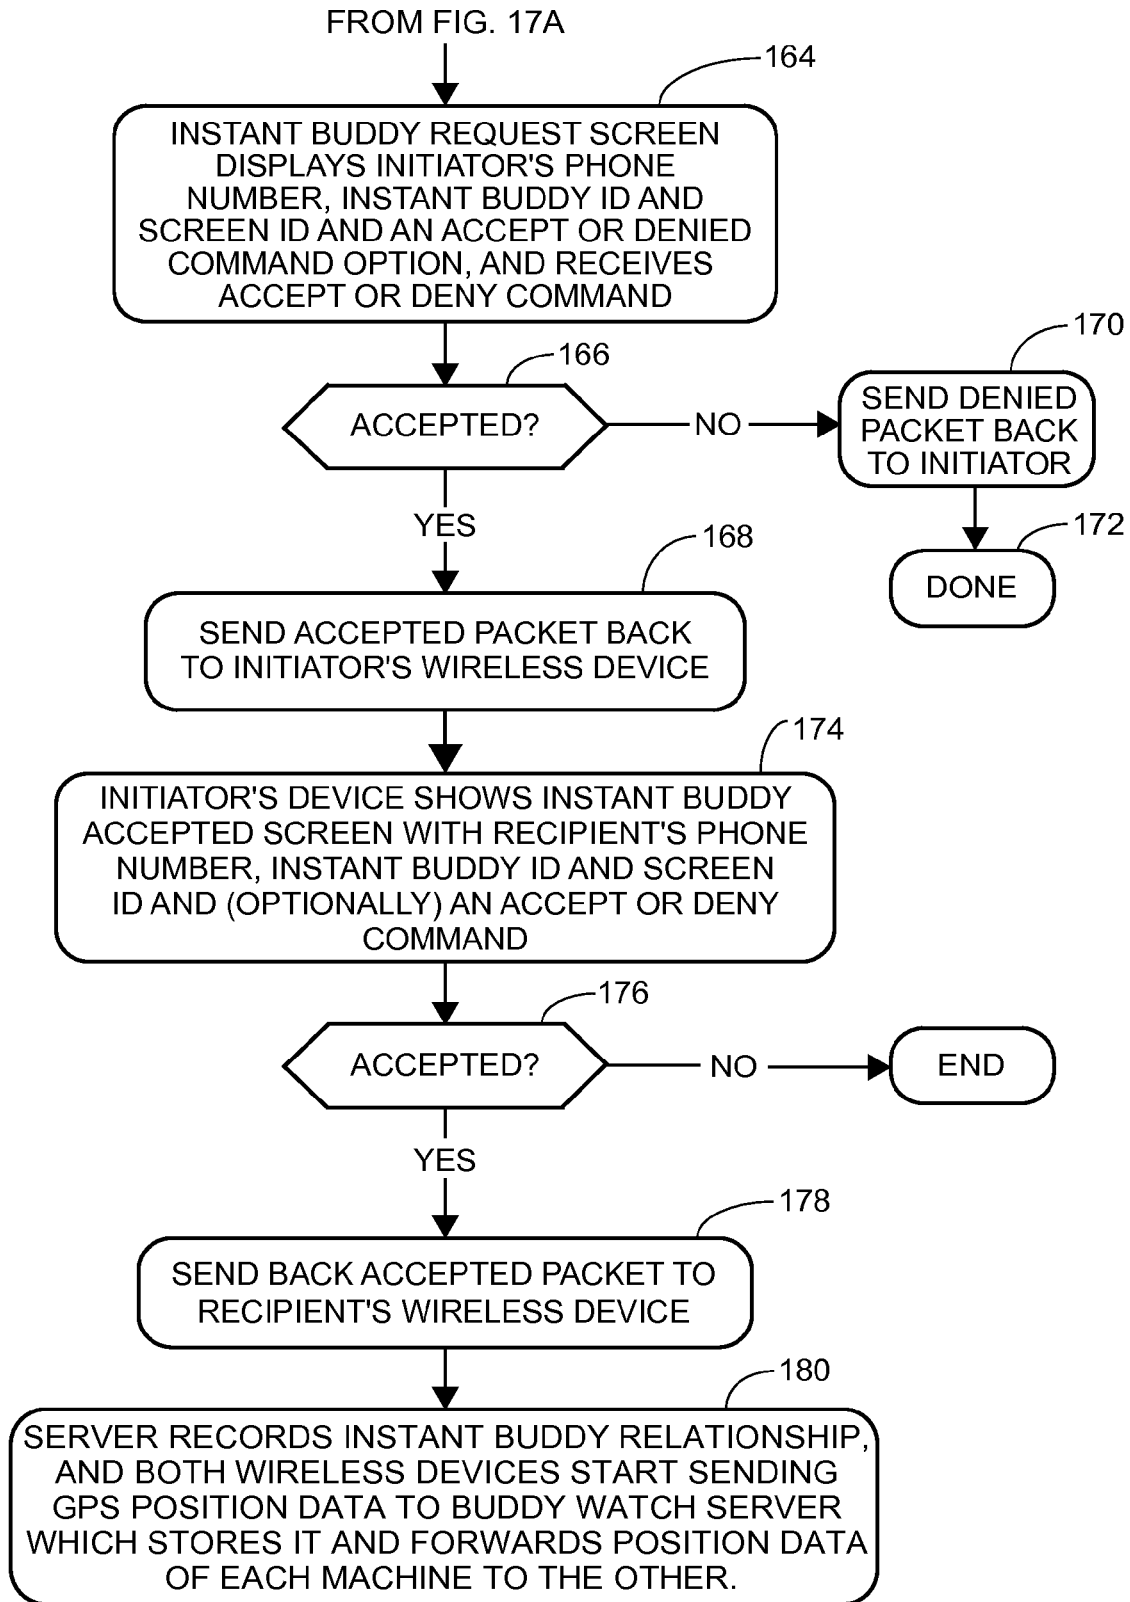 FROM FIG. 17A
164
INSTANT BUDDY REQUEST SCREEN
DISPLAYS INITIATOR'S PHONE
NUMBER, INSTANT BUDDY ID AND
SCREEN ID AND AN ACCEPT OR DENIED
COMMAND OPTION, AND RECEIVES
ACCEPT OR DENY COMMAND
166
ACCEPTED?
NO
170
SEND DENIED
PACKET BACK
TO INITIATOR
172
DONE
YES
168
SEND ACCEPTED PACKET BACK
TO INITIATOR'S WIRELESS DEVICE
174
INITIATOR'S DEVICE SHOWS INSTANT BUDDY
ACCEPTED SCREEN WITH RECIPIENT'S PHONE
NUMBER, INSTANT BUDDY ID AND SCREEN
ID AND (OPTIONALLY) AN ACCEPT OR DENY
COMMAND
176
ACCEPTED?
NO
END
YES
178
SEND BACK ACCEPTED PACKET TO
RECIPIENT'S WIRELESS DEVICE
180
SERVER RECORDS INSTANT BUDDY RELATIONSHIP,
AND BOTH WIRELESS DEVICES START SENDING
GPS POSITION DATA TO BUDDY WATCH SERVER
WHICH STORES IT AND FORWARDS POSITION DATA
OF EACH MACHINE TO THE OTHER.